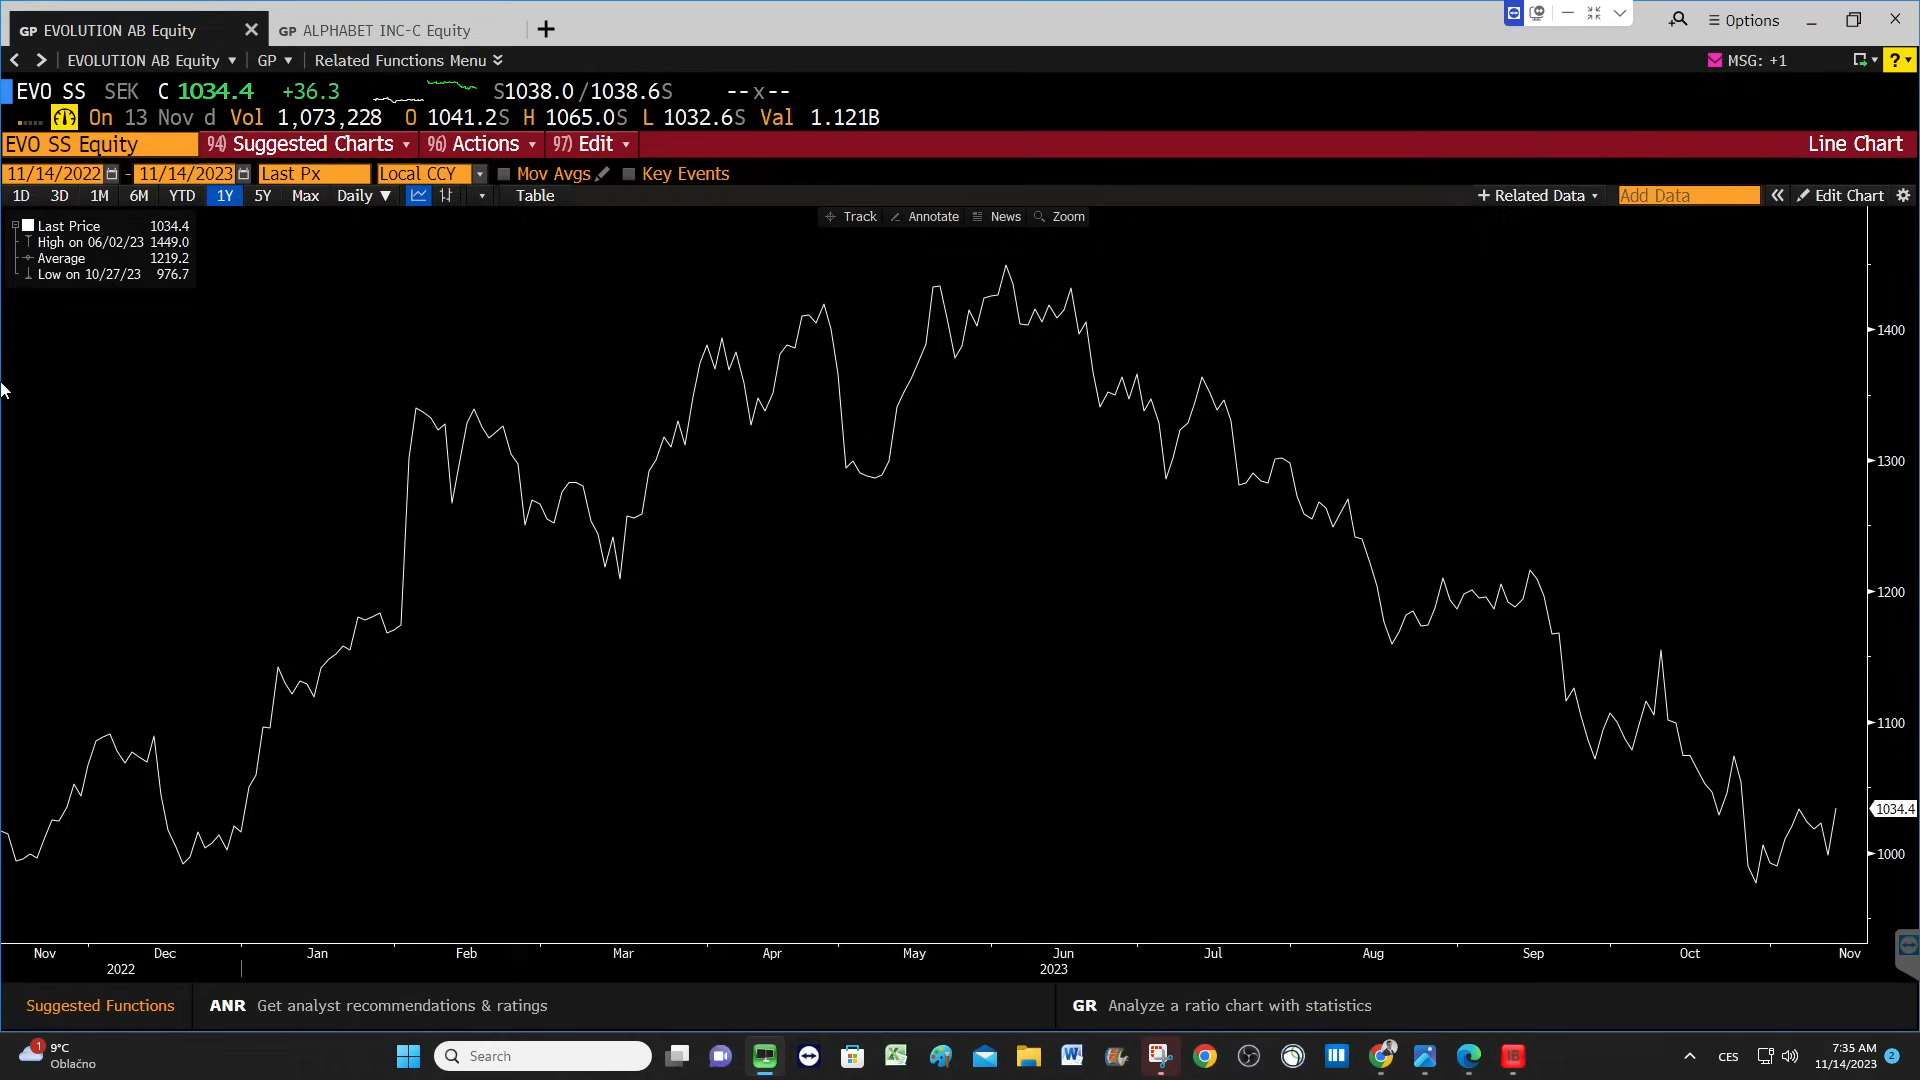 GP EVOLUTION AB Equity
GP ALPHABET INC-C Equity
Options
EVOLUTION AB Equity GP Related Functions Menu MSG: +1 ?
EVO SS SEK C 1034.4 +36.3 S1038.0/1038.6S --x--
On 13 Nov d Vol 1,073,228 O 1041.2S H 1065.0S L 1032.6S Val 1.121B
EVO SS Equity 94) Suggested Charts 96) Actions 97) Edit Line Chart
11/14/2022 - 11/14/2023 Last Px Local CCY Mov Avgs Key Events
1D 3D 1M 6M YTD 1Y 5Y Max Daily Table + Related Data Add Data Edit Chart
Track Annotate News Zoom
Last Price 1034.4
High on 06/02/23 1449.0
Average 1219.2
Low on 10/27/23 976.7
1400
1300
1200
1100
1034.4
1000
Nov Dec Jan Feb Mar Apr May Jun Jul Aug Sep Oct Nov
2022 2023
Suggested Functions ANR Get analyst recommendations & ratings GR Analyze a ratio chart with statistics
1
9°C
Oblačno
Search
CES
7:35 AM
11/14/2023
2